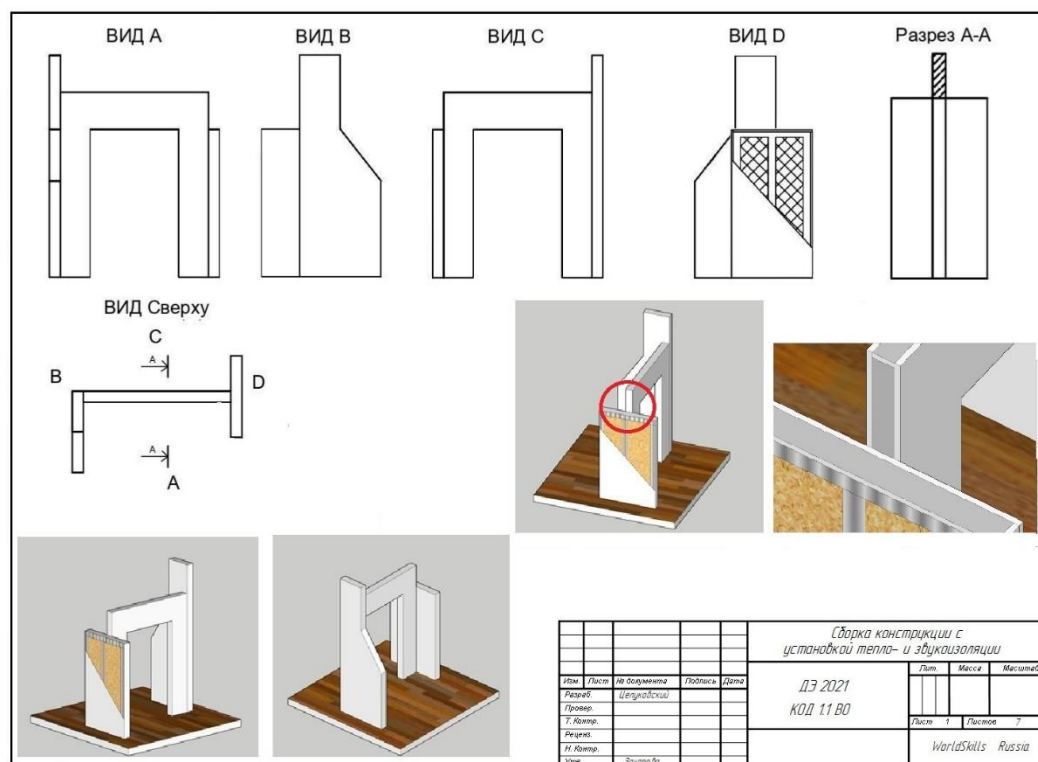 ВИД А
ВИД В
ВИД С
ВИД D
Разрез А-А
ВИД Сверху
C
A
B
D
A
A
Сборка конструкции с
установкой тепло- и звукоизоляции
Изм. Лист № документа Подпись Дата
Лит. Масса Масштаб
Разраб.
ДЭ 2021
Провер.
КОД 1.1 ВО
Т. Контр.
Лист 1 Листов 7
Реценз.
Н. Контр.
WorldSkills Russia